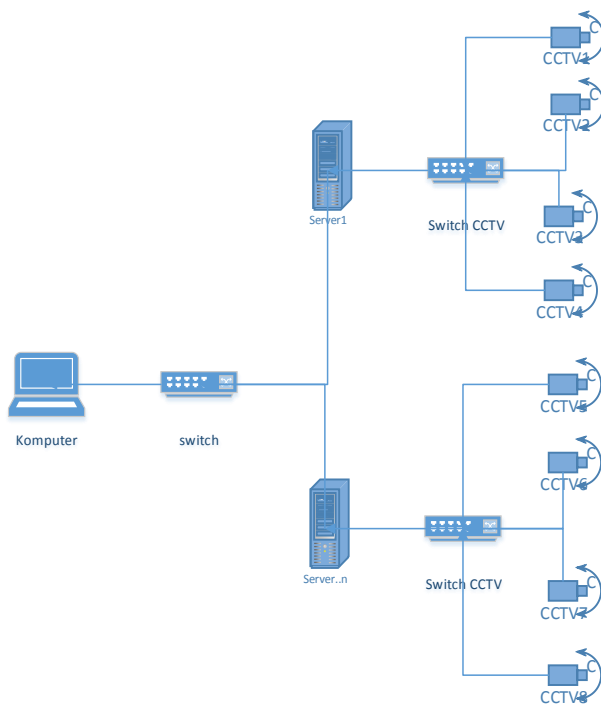 C
CCTV1
C
CCTV2
Server1
Switch CCTV
C
CCTV3
C
CCTV4
Komputer
switch
C
CCTV5
C
CCTV6
Server..n
Switch CCTV
C
CCTV7
C
CCTV8